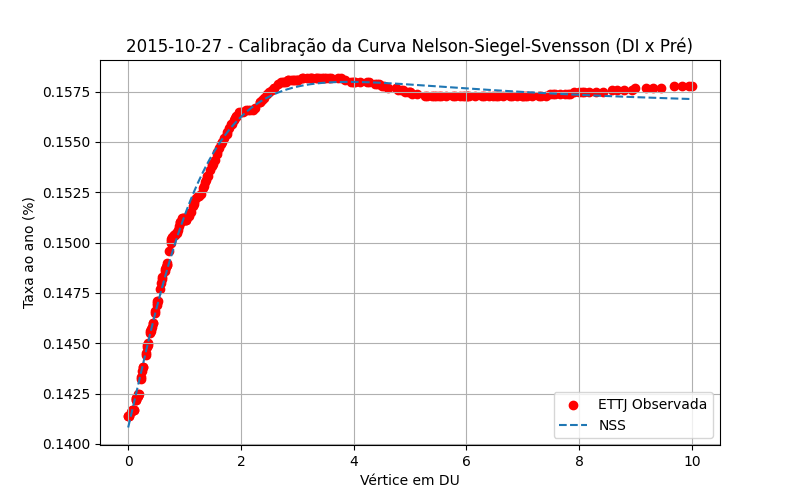 2015-10-27 - Calibração da Curva Nelson-Siegel-Svensson (DI x Pré)
Taxa ao ano (%)
0.1575
0.1550
0.1525
0.1500
0.1475
0.1450
0.1425
0.1400
ETTJ Observada
NSS
0
2
4
6
8
10
Vértice em DU